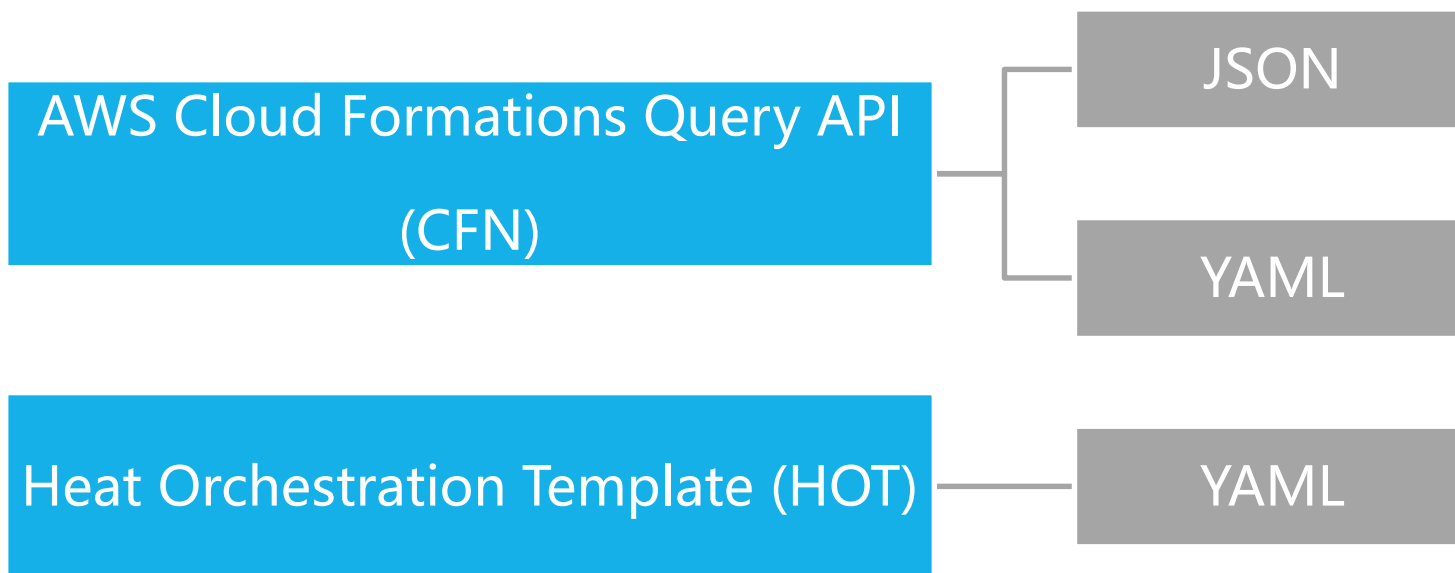 AWS Cloud Formations Query API
(CFN)
JSON
YAML
Heat Orchestration Template (HOT)
YAML